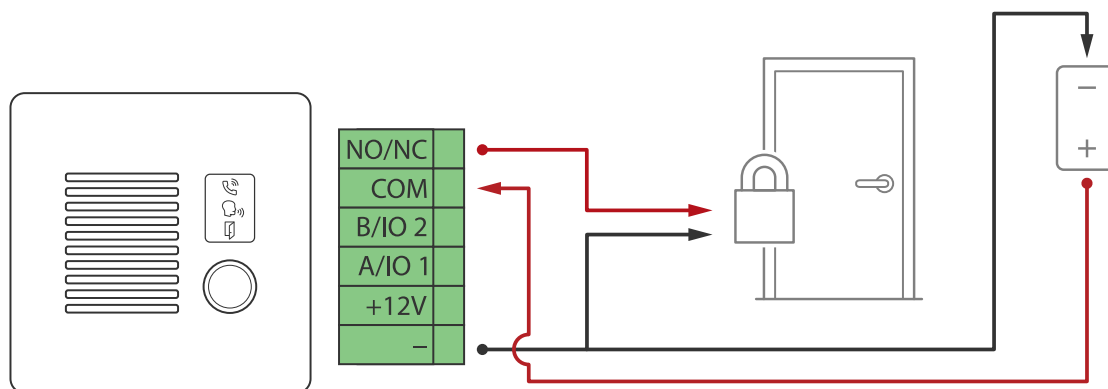 NO/NC
COM
B/IO 2
A/IO 1
+12V
–
–
+